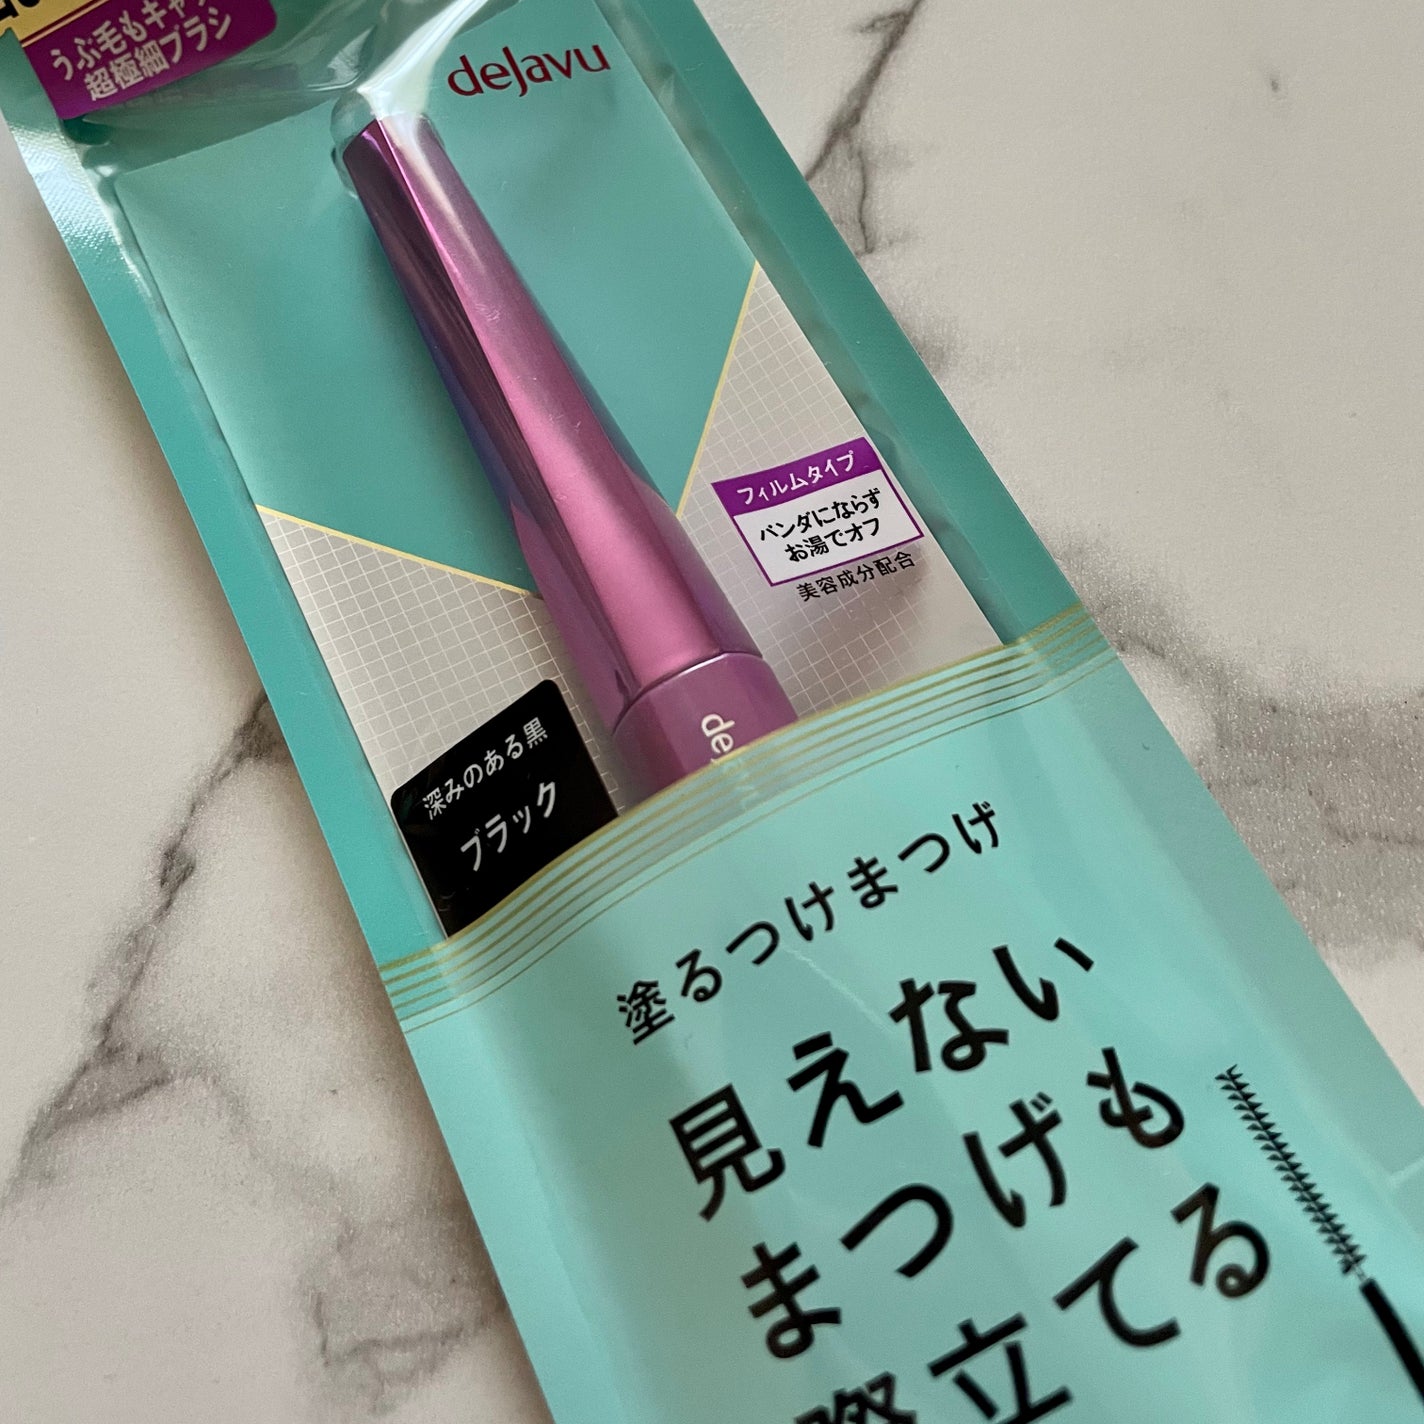 うぶ毛もキャッ
超極細ブラシ
dejavu
フィルムタイプ
パンダにならず
お湯でオフ
美容成分配合
深みのある黒
ブラック
塗るつけまつげ
見えない
まつげも
際立てる